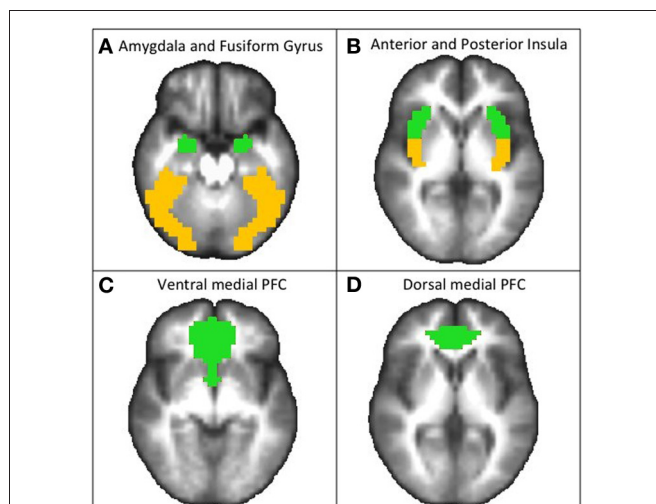 A Amygdala and Fusiform Gyrus
B Anterior and Posterior Insula
C Ventral medial PFC
D Dorsal medial PFC